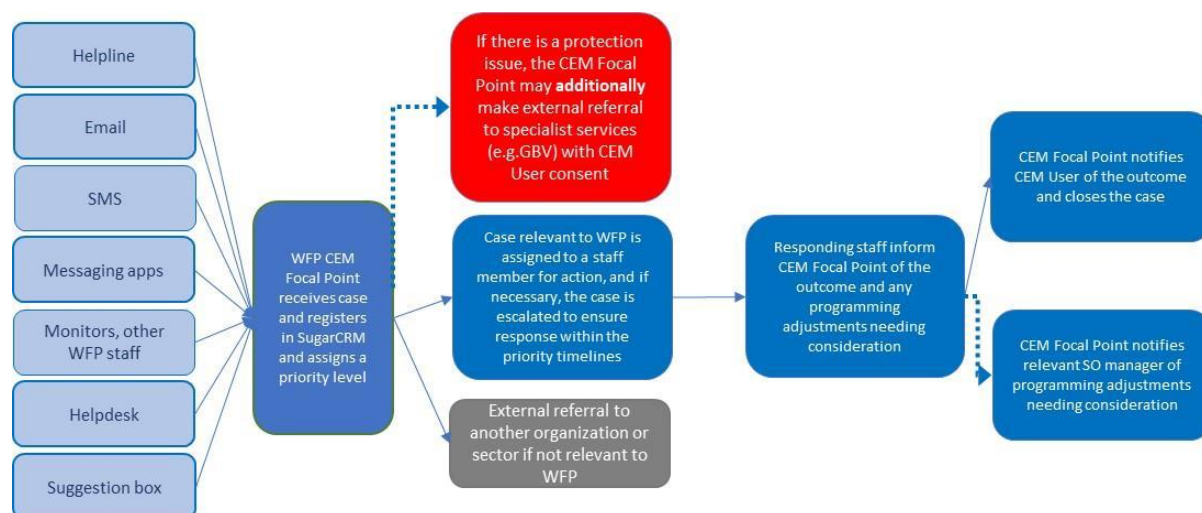 Helpline
Email
SMS
Messaging apps
Monitors, other
WFP staff
Helpdesk
Suggestion box
WFP CEM
Focal Point
receives case
and registers
in SugarCRM
and assigns a
priority level
If there is a protection
issue, the CEM Focal
Point may additionally
make external referral
to specialist services
(e.g.GBV) with CEM
User consent
Case relevant to WFP is
assigned to a staff
member for action, and if
necessary, the case is
escalated to ensure
response within the
priority timelines
External referral to
another organization or
sector if not relevant to
WFP
Responding staff inform
CEM Focal Point of the
outcome and any
programming
adjustments needing
consideration
CEM Focal Point notifies
CEM User of the outcome
and closes the case
CEM Focal Point notifies
relevant SO manager of
programming adjustments
needing consideration